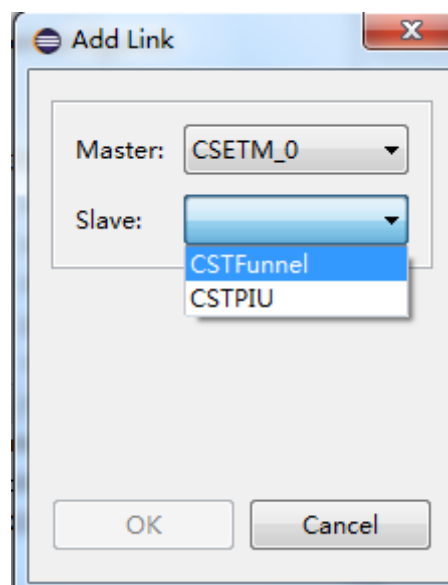 Add Link
Master: CSETM_0
Slave:
CSTFunnel
CSTPIU
OK Cancel